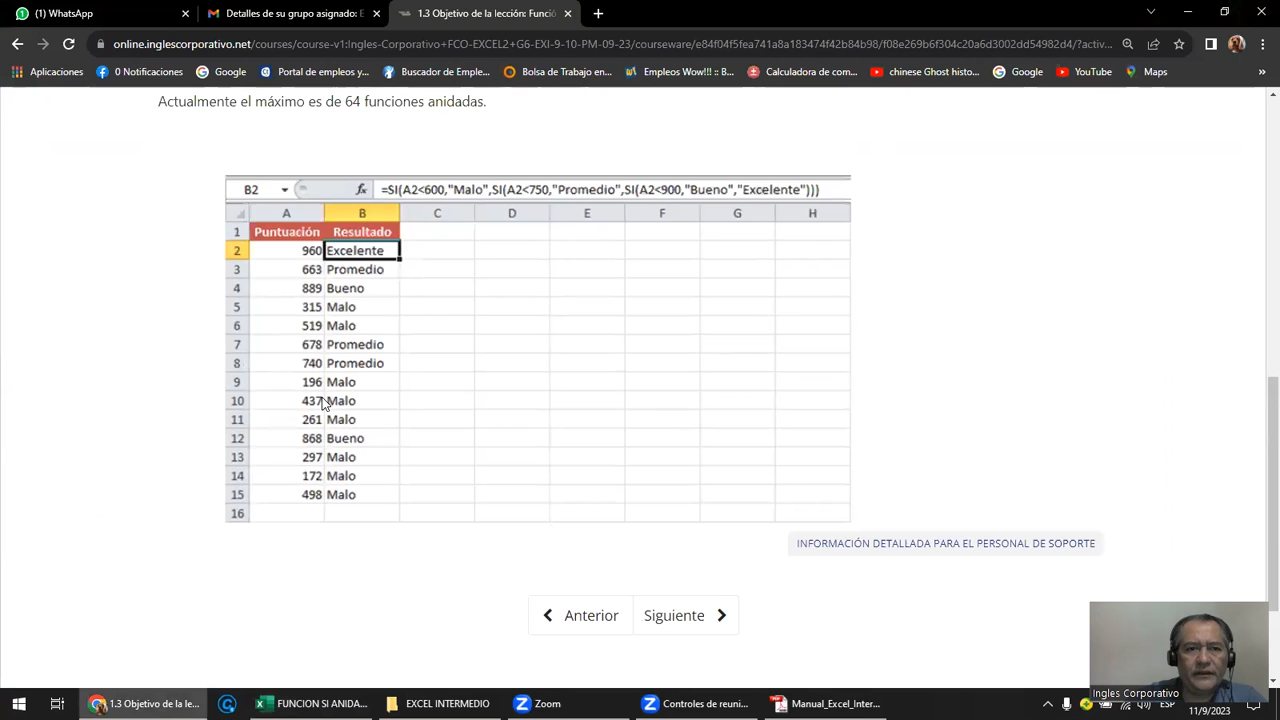 (1) WhatsApp
Detalles de su grupo asignado: E
1.3 Objetivo de la lección: Funció
online.inglescorporativo.net/courses/course-v1:Ingles-Corporativo+FCO-EXCEL2+G6-EXI-9-10-PM-09-23/courseware/e84f04f5fea741a8a183474f42b84b98/f08e269b6f304c20a6d3002dd54982d4/?activ...
Aplicaciones
0 Notificaciones
Google
Portal de empleos y...
Buscador de Emple...
Bolsa de Trabajo en...
Empleos Wow!!! :: B...
Calculadora de com...
chinese Ghost histo...
Google
YouTube
Maps
Actualmente el máximo es de 64 funciones anidadas.
B2 fx =SI(A2<600,"Malo",SI(A2<750,"Promedio",SI(A2<900,"Bueno","Excelente")))
A B C D E F G H
1 Puntuación Resultado
2 960 Excelente
3 663 Promedio
4 889 Bueno
5 315 Malo
6 519 Malo
7 678 Promedio
8 740 Promedio
9 196 Malo
10 437 Malo
11 261 Malo
12 868 Bueno
13 297 Malo
14 172 Malo
15 498 Malo
16
INFORMACIÓN DETALLADA PARA EL PERSONAL DE SOPORTE
Anterior
Siguiente
Ingles Corporativo
1.3 Objetivo de la le...
FUNCION SI ANIDA...
EXCEL INTERMEDIO
Zoom
Controles de reuni...
Manual_Excel_Inter...
ESP
11/9/2023